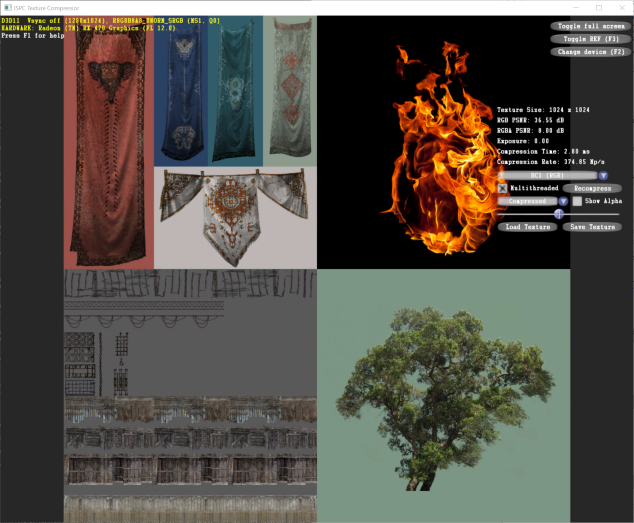 ISPC Texture Compressor
D3D11 Vsync off (1280x1024), R8G8B8A8_UNORM_SRGB (MS1, Q0)
HARDWARE: Radeon (TM) RX 470 Graphics (FL 12.0)
Press F1 for help
Toggle full screen
Toggle REF (F3)
Change device (F2)
Texture Size: 1024 x 1024
RGB PSNR: 36.55 dB
RGBA PSNR: 8.00 dB
Exposure: 0.00
Compression Time: 2.80 ms
Compression Rate: 374.85 Mp/s
BC1 (RGB)
Multithreaded
Recompress
Compressed
Show Alpha
Load Texture
Save Texture